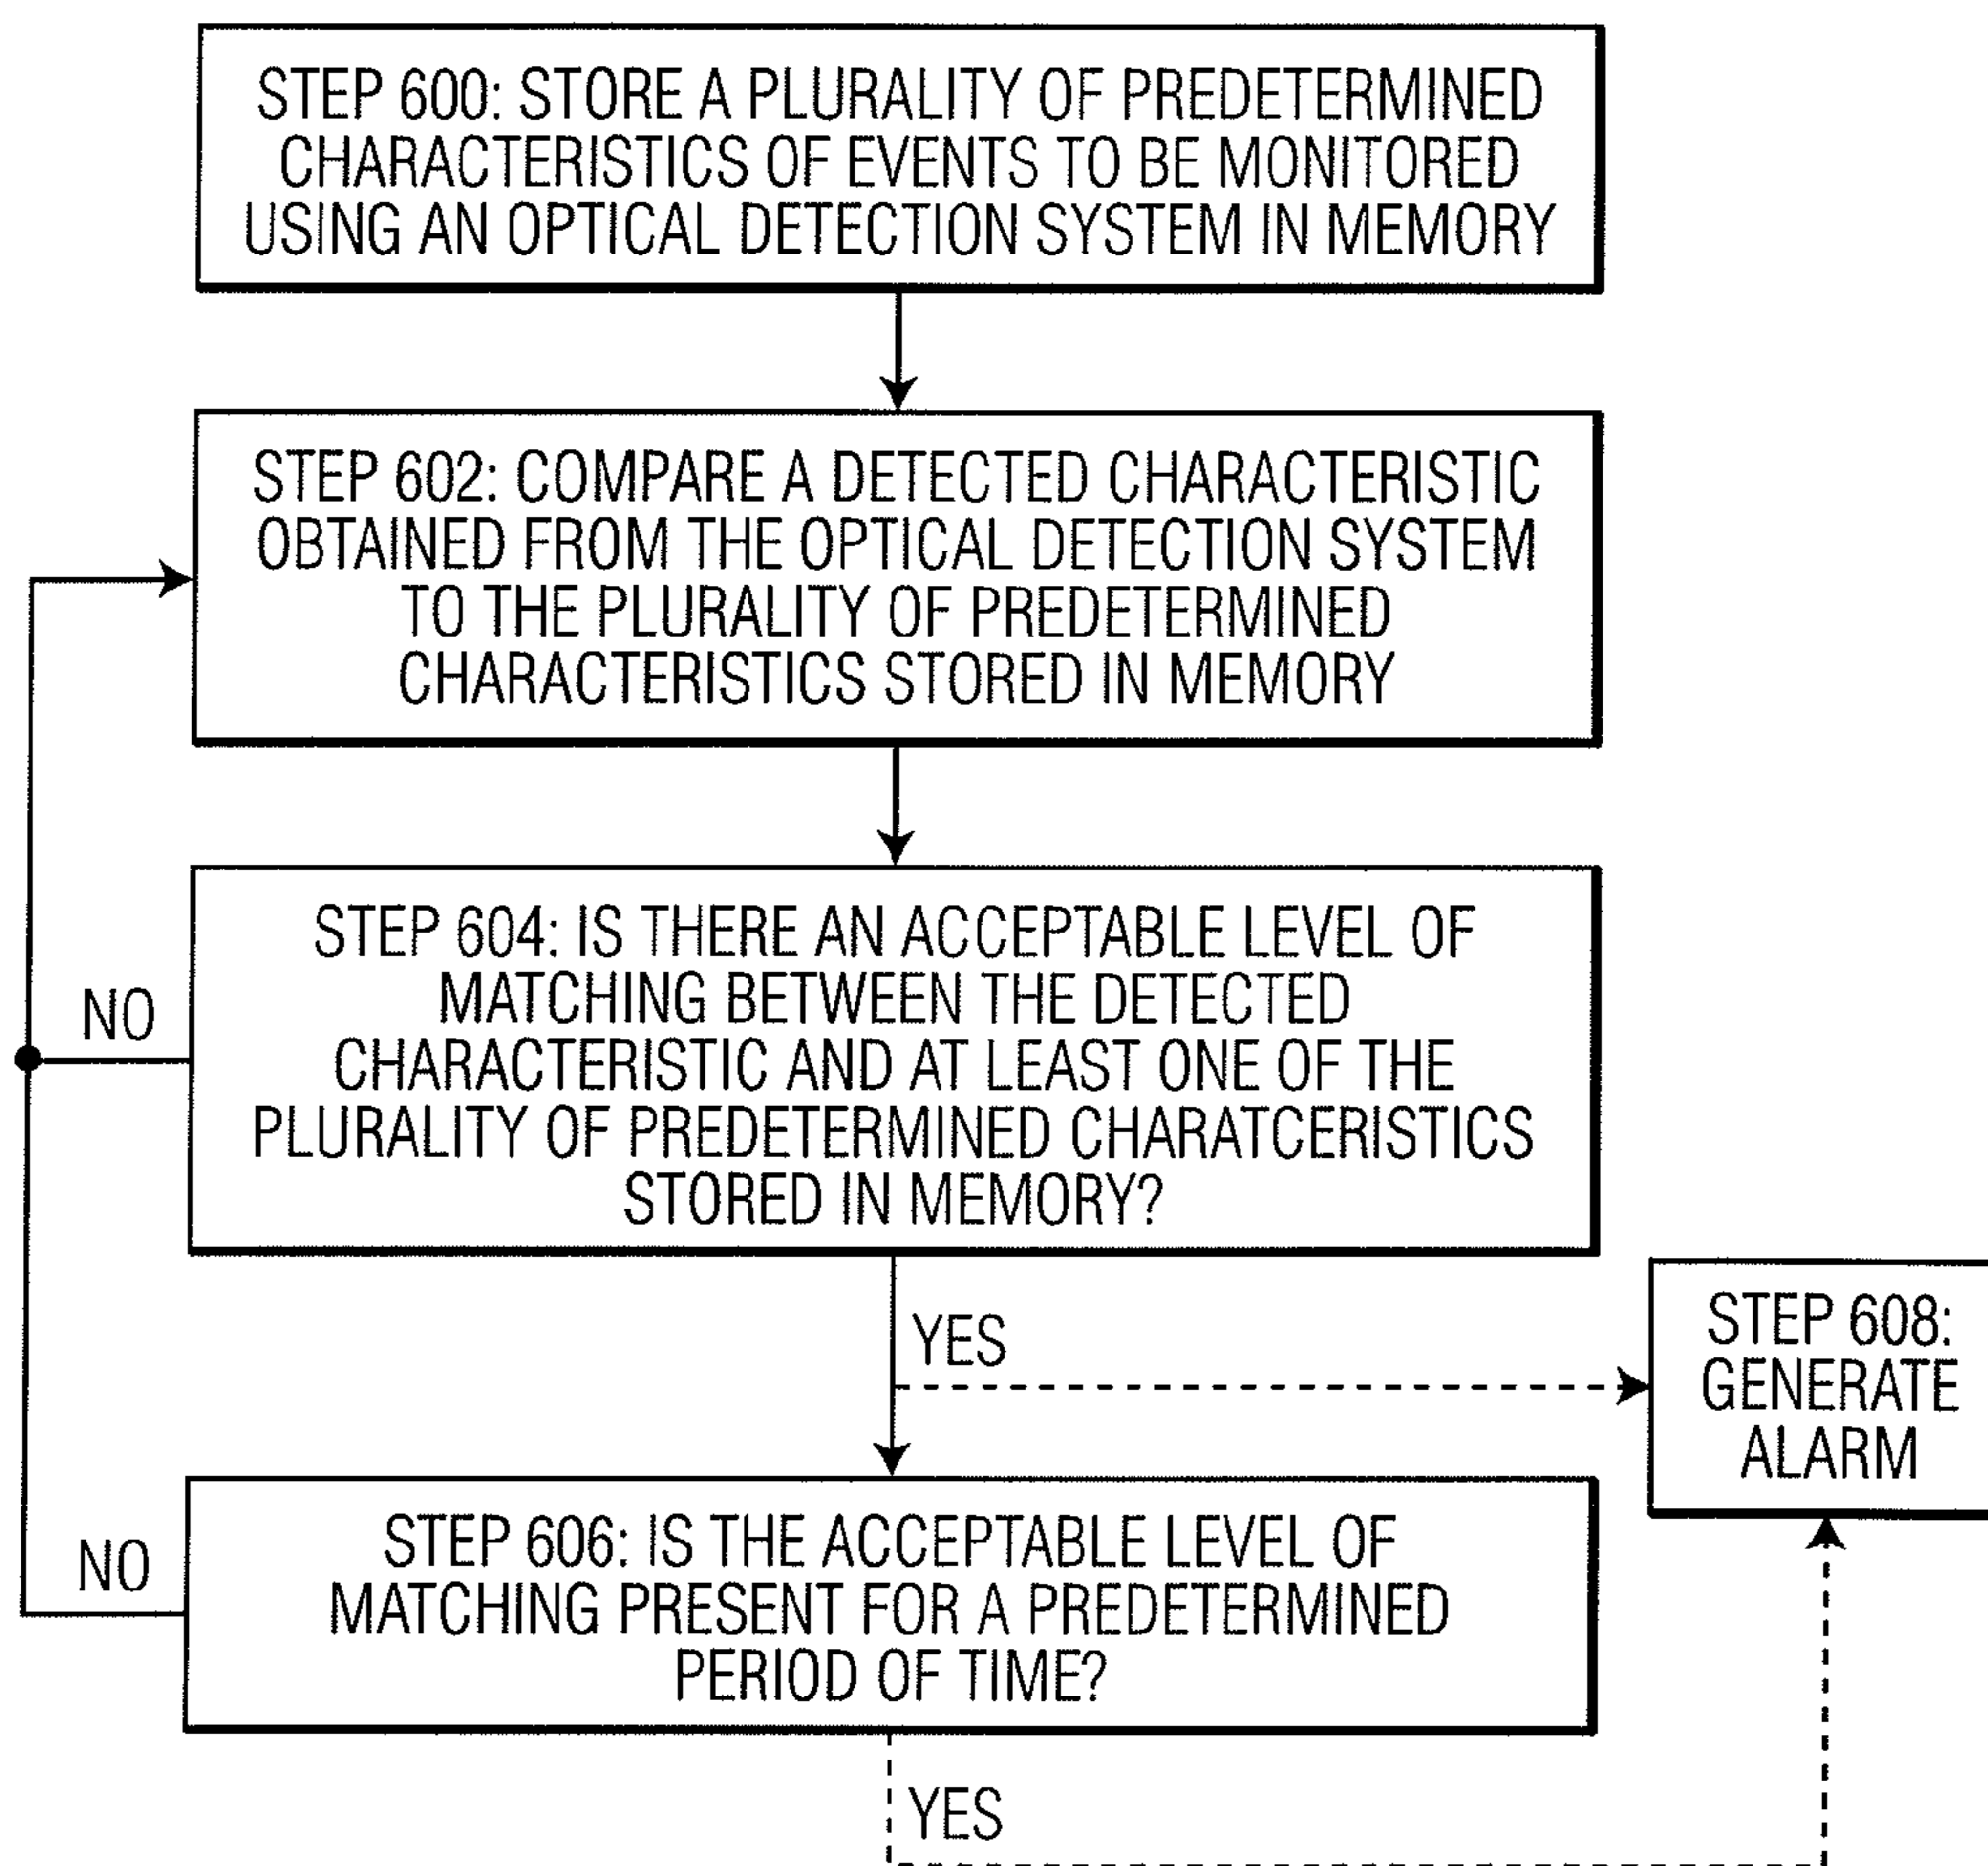 STEP 600: STORE A PLURALITY OF PREDETERMINED
CHARACTERISTICS OF EVENTS TO BE MONITORED
USING AN OPTICAL DETECTION SYSTEM IN MEMORY
STEP 602: COMPARE A DETECTED CHARACTERISTIC
OBTAINED FROM THE OPTICAL DETECTION SYSTEM
TO THE PLURALITY OF PREDETERMINED
CHARACTERISTICS STORED IN MEMORY
STEP 604: IS THERE AN ACCEPTABLE LEVEL OF
MATCHING BETWEEN THE DETECTED
CHARACTERISTIC AND AT LEAST ONE OF THE
PLURALITY OF PREDETERMINED CHARATCERISTICS
STORED IN MEMORY?
NO
YES
STEP 608:
GENERATE
ALARM
STEP 606: IS THE ACCEPTABLE LEVEL OF
MATCHING PRESENT FOR A PREDETERMINED
PERIOD OF TIME?
NO
YES